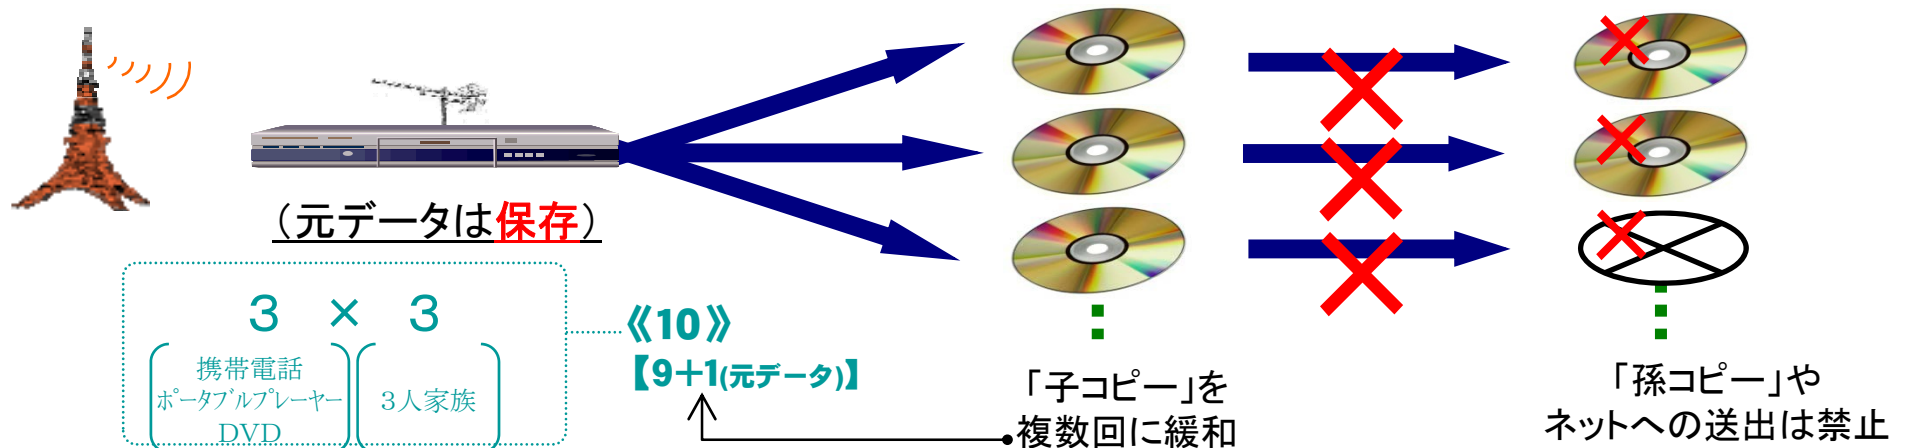 （元データは保存）
３ × ３
携帯電話
ポータブルプレーヤー
DVD
３人家族
《10》
【9＋1(元データ)】
「子コピー」を
複数回に緩和
「孫コピー」や
ネットへの送出は禁止